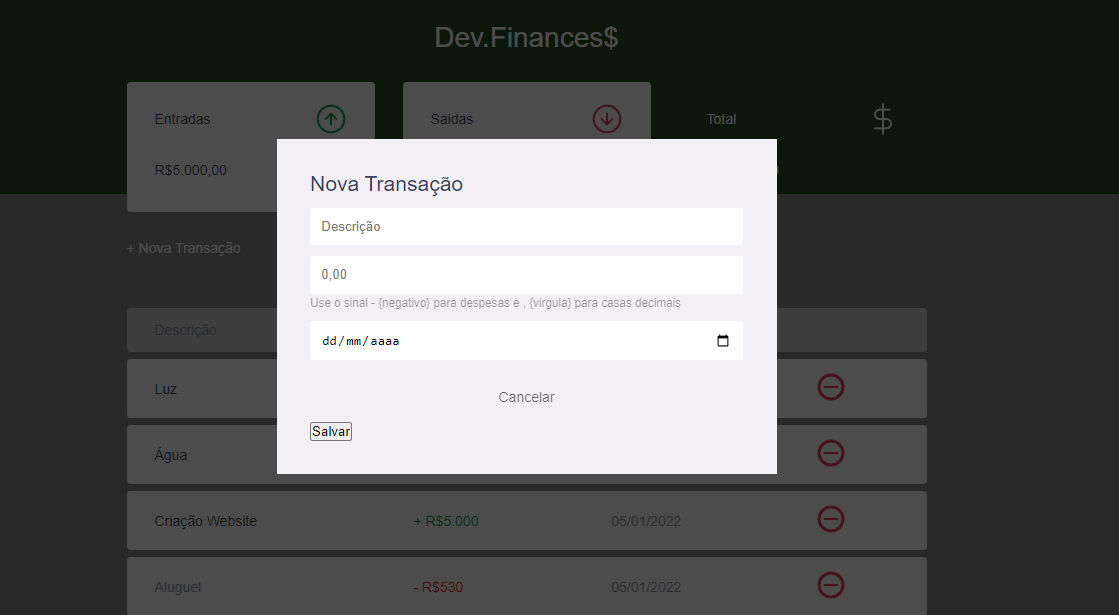 Dev.Finances$
Entradas
Saidas
Total
$
R$5.000,00
Nova Transação
Descrição
0,00
Use o sinal - {negativo} para despesas e , {virgula} para casas decimais
dd/mm/aaaa
Cancelar
Salvar
+ Nova Transação
Descrição
Luz
Água
Criação Website + R$5.000 05/01/2022
Aluguel - R$530 05/01/2022